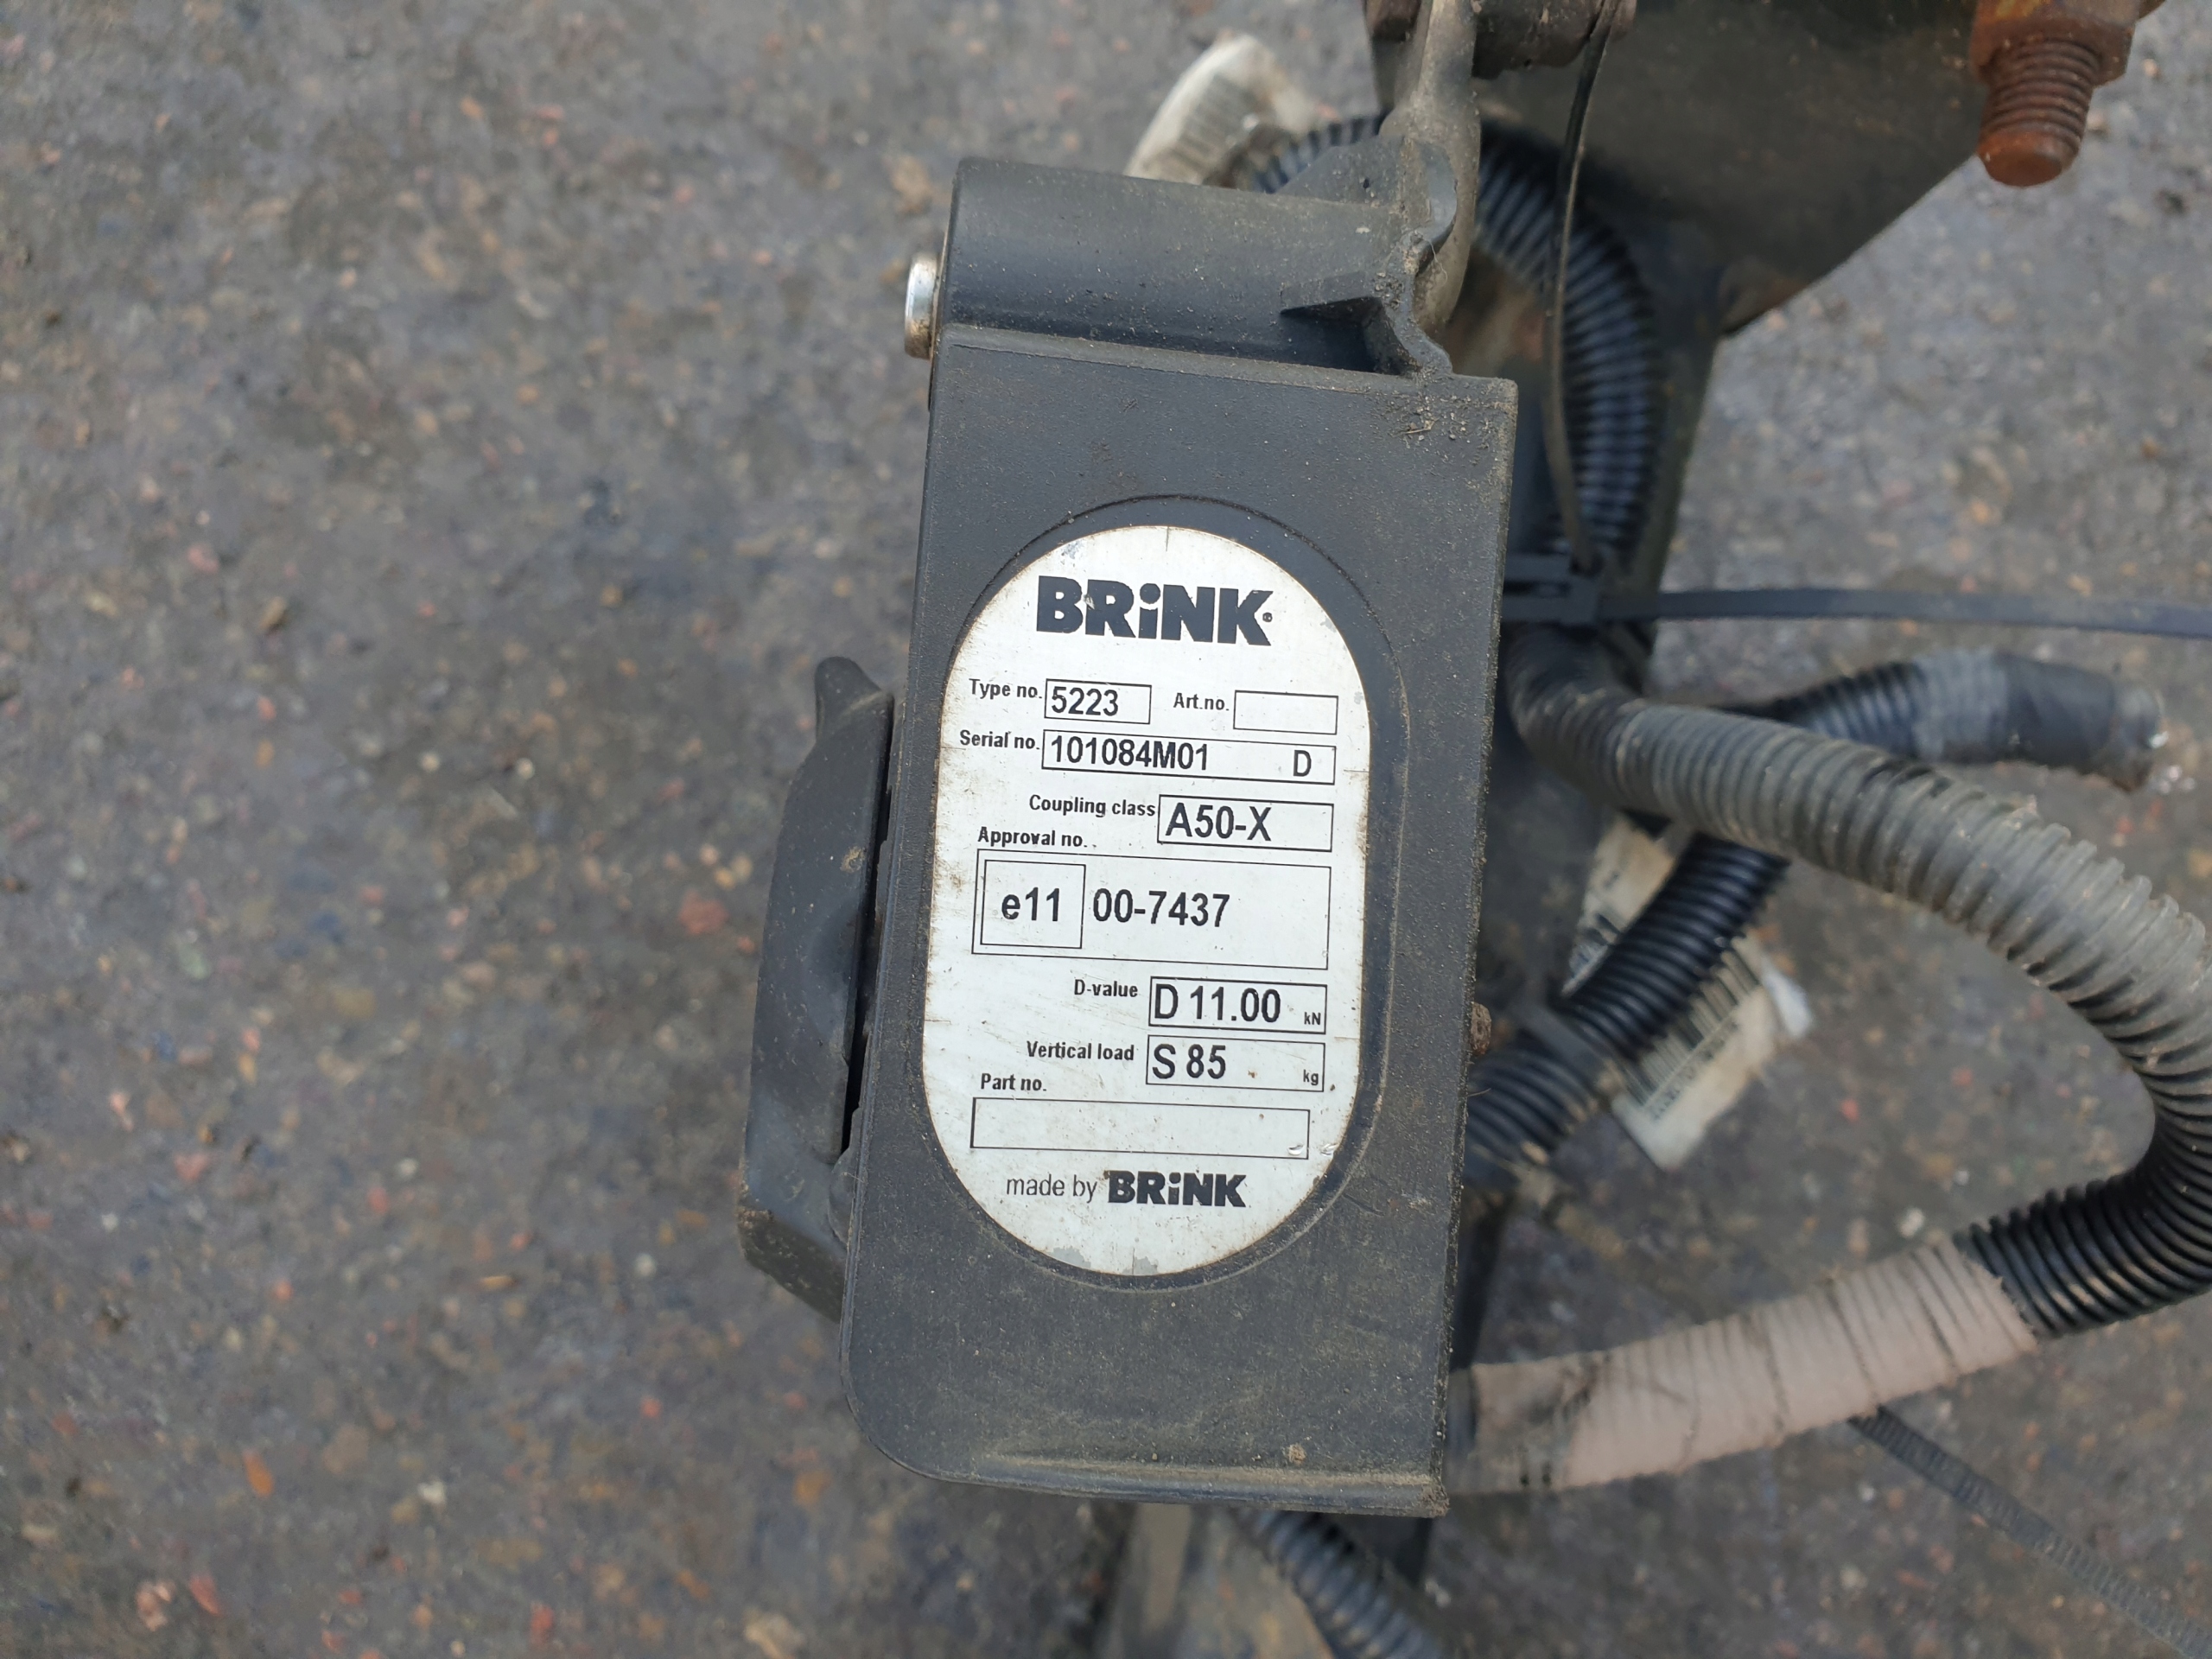 BRiNK®
Type no. 5223 Art.no.
Serial no. 101084M01 D
Coupling class A50-X
Approval no.
e11 00-7437
D-value D 11.00 kN
Vertical load S 85 kg
Part no.
made by BRiNK